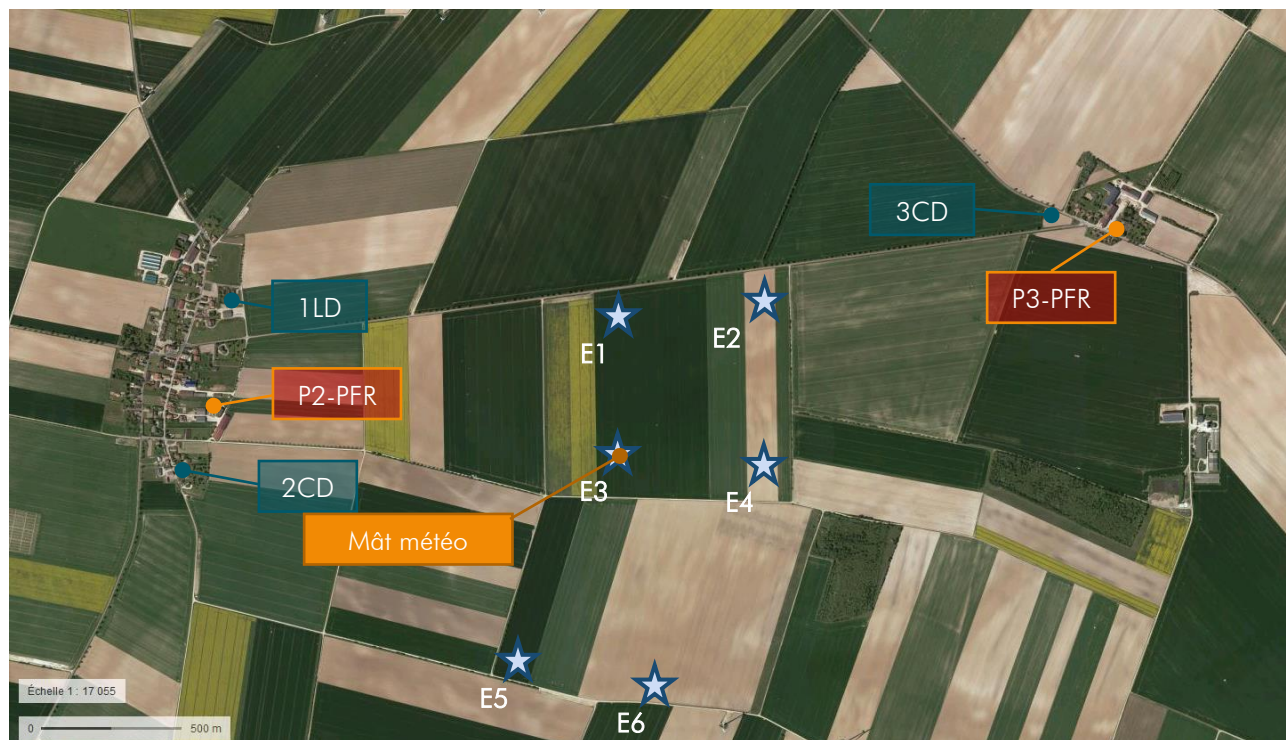 3CD
P3-PFR
1LD
E1
E2
P2-PFR
2CD
E3
E4
Mât météo
E5
E6
Échelle 1 : 17 055
0 500 m